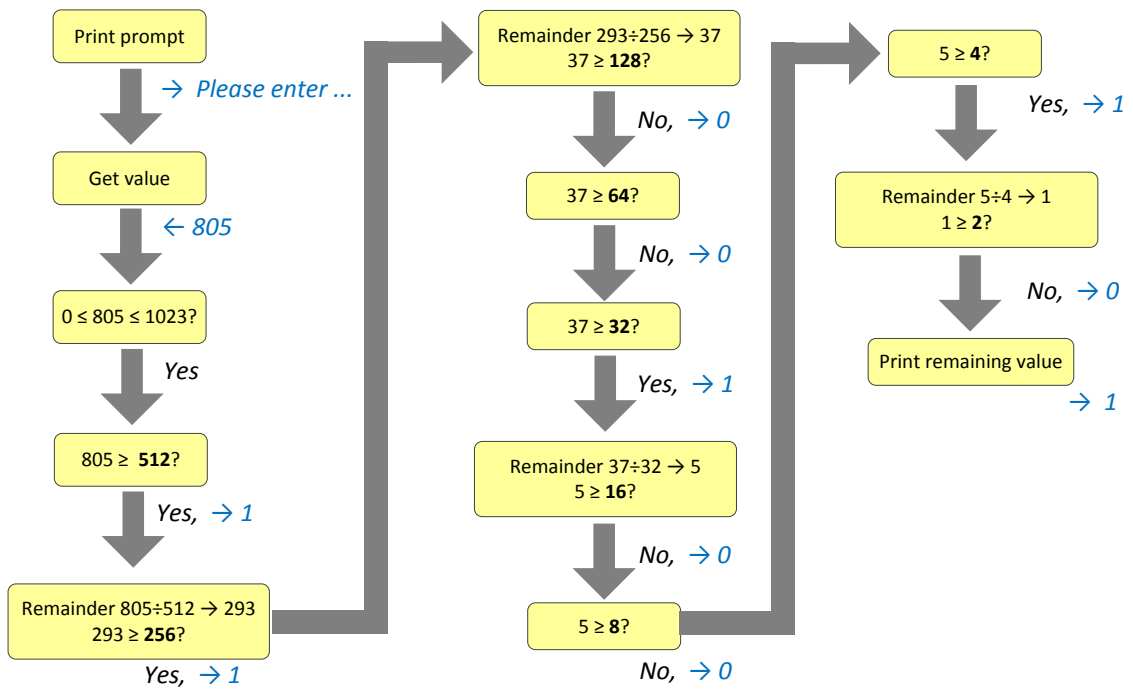 Print prompt
→ Please enter ...
Get value
← 805
0 ≤ 805 ≤ 1023?
Yes
805 ≥ 512?
Yes, → 1
Remainder 805÷512 → 293
293 ≥ 256?
Yes, → 1
Remainder 293÷256 → 37
37 ≥ 128?
No, → 0
37 ≥ 64?
No, → 0
37 ≥ 32?
Yes, → 1
Remainder 37÷32 → 5
5 ≥ 16?
No, → 0
5 ≥ 8?
No, → 0
5 ≥ 4?
Yes, → 1
Remainder 5÷4 → 1
1 ≥ 2?
No, → 0
Print remaining value
→ 1